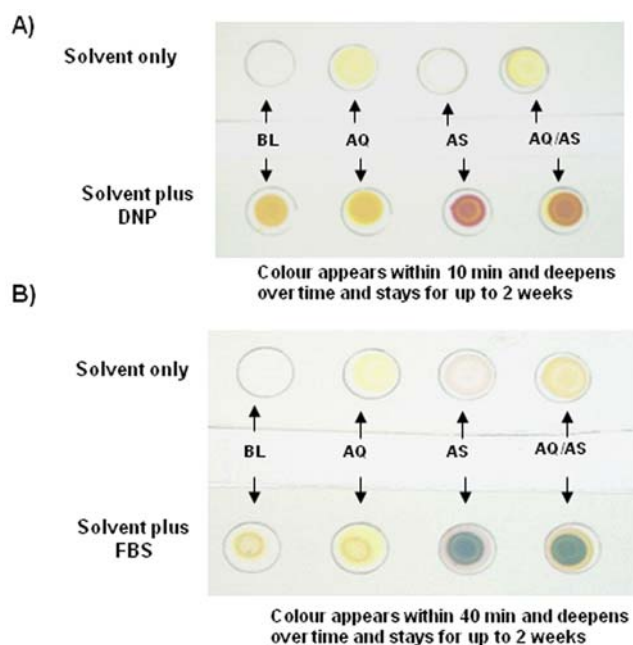 A)
Solvent only
BL AQ AS AQ/AS
Solvent plus
DNP
Colour appears within 10 min and deepens
over time and stays for up to 2 weeks
B)
Solvent only
BL AQ AS AQ/AS
Solvent plus
FBS
Colour appears within 40 min and deepens
over time and stays for up to 2 weeks